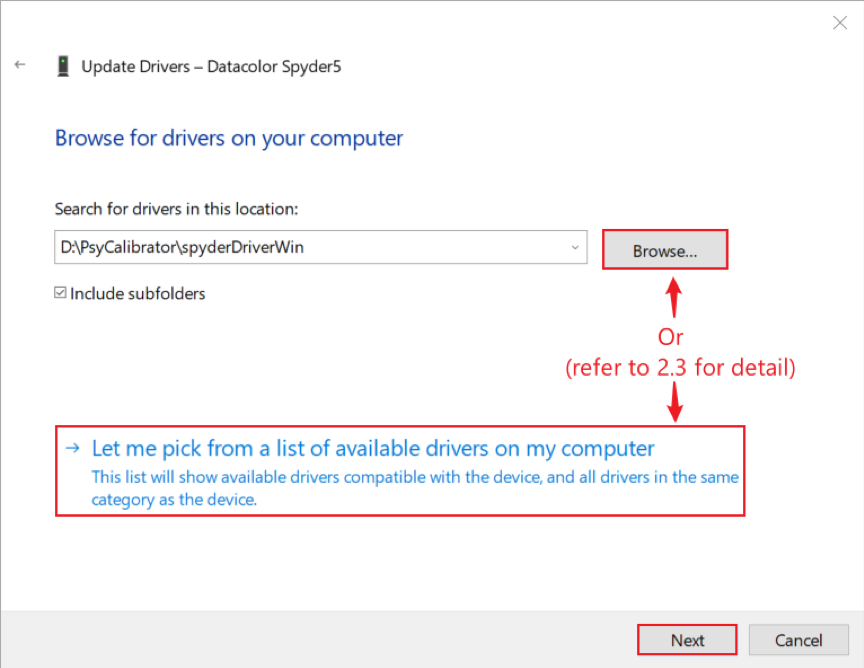 Update Drivers – Datacolor Spyder5
Browse for drivers on your computer
Search for drivers in this location:
D:\PsyCalibrator\spyderDriverWin
Browse...
Include subfolders
Or
(refer to 2.3 for detail)
Let me pick from a list of available drivers on my computer
This list will show available drivers compatible with the device, and all drivers in the same
category as the device.
Next
Cancel